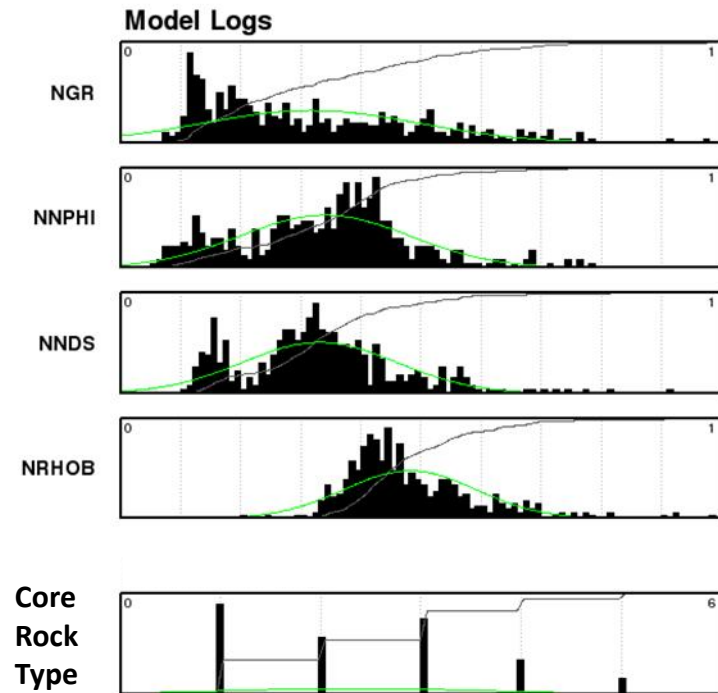 Model Logs
NGR
0 1
NNPHI
0 1
NNDS
0 1
NRHOB
0 1
Core
Rock
Type
0 6